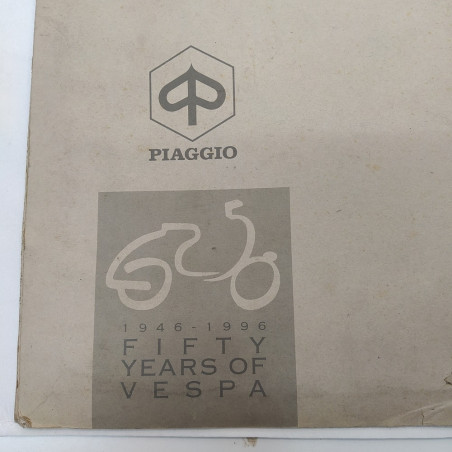 PIAGGIO
1946-1996
FIFTY
YEARS OF
VESPA